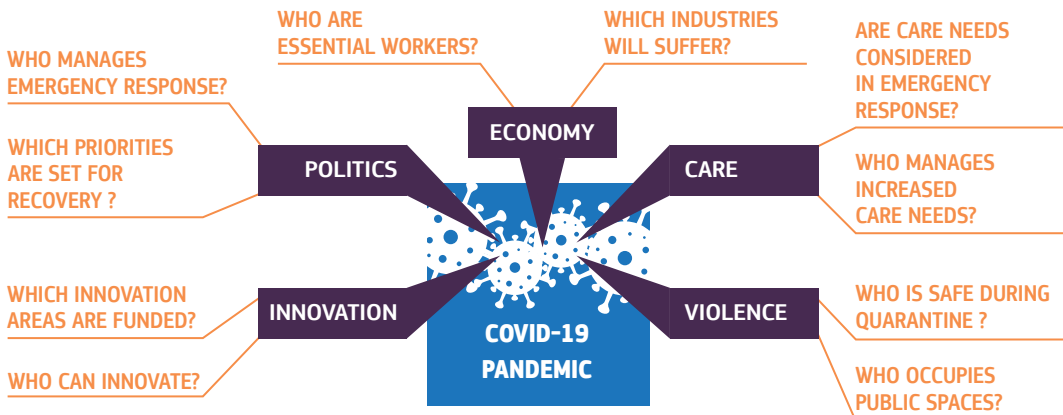 WHO MANAGES
EMERGENCY RESPONSE?
WHICH PRIORITIES
ARE SET FOR
RECOVERY ?
POLITICS
WHO ARE
ESSENTIAL WORKERS?
WHICH INDUSTRIES
WILL SUFFER?
ECONOMY
ARE CARE NEEDS
CONSIDERED
IN EMERGENCY
RESPONSE?
WHO MANAGES
INCREASED
CARE NEEDS?
CARE
WHICH INNOVATION
AREAS ARE FUNDED?
WHO CAN INNOVATE?
INNOVATION
COVID-19
PANDEMIC
VIOLENCE
WHO IS SAFE DURING
QUARANTINE ?
WHO OCCUPIES
PUBLIC SPACES?